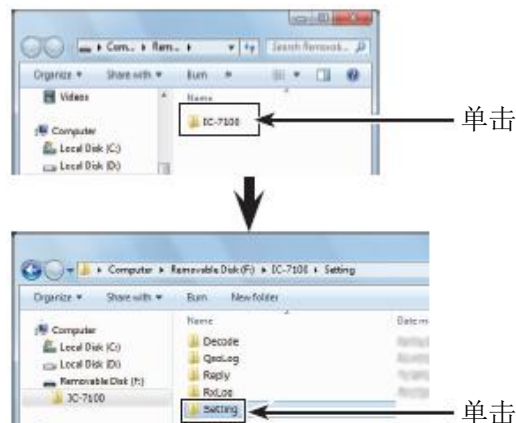 Com... ▸ Rem... ▸
Search Removab...
Organize ▾ Share with ▾ Burn »
Videos
Name
IC-7100
单击
Computer
Local Disk (C:)
Local Disk (D:)
▸ Computer ▸ Removable Disk (F:) ▸ IC-7100 ▸ Setting
Organize ▾ Share with ▾ Burn New folder
Name
Date m
Computer
Decode
Local Disk (C:)
QsoLog
Local Disk (D:)
Reply
Removable Disk (F:)
RxLog
IC-7100
Setting
单击